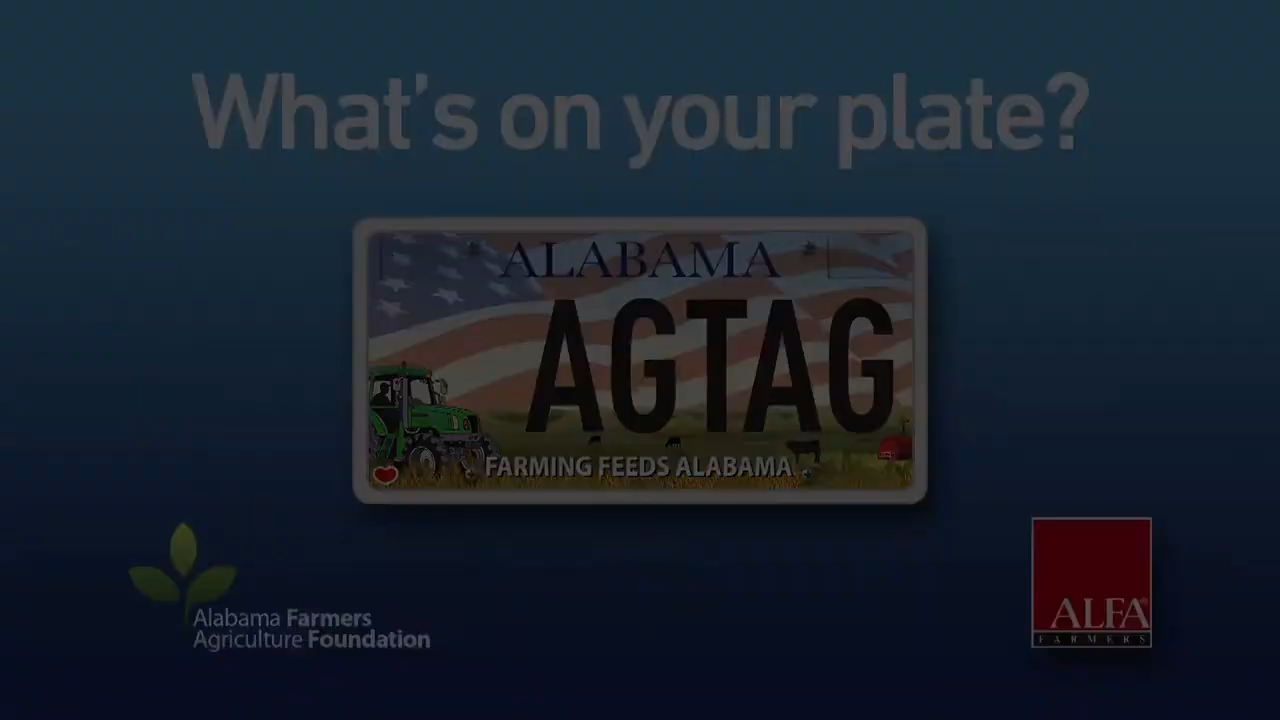 What's on your plate?
ALABAMA
AGTAG
FARMING FEEDS ALABAMA
Alabama Farmers
Agriculture Foundation
ALFA®
FARMERS